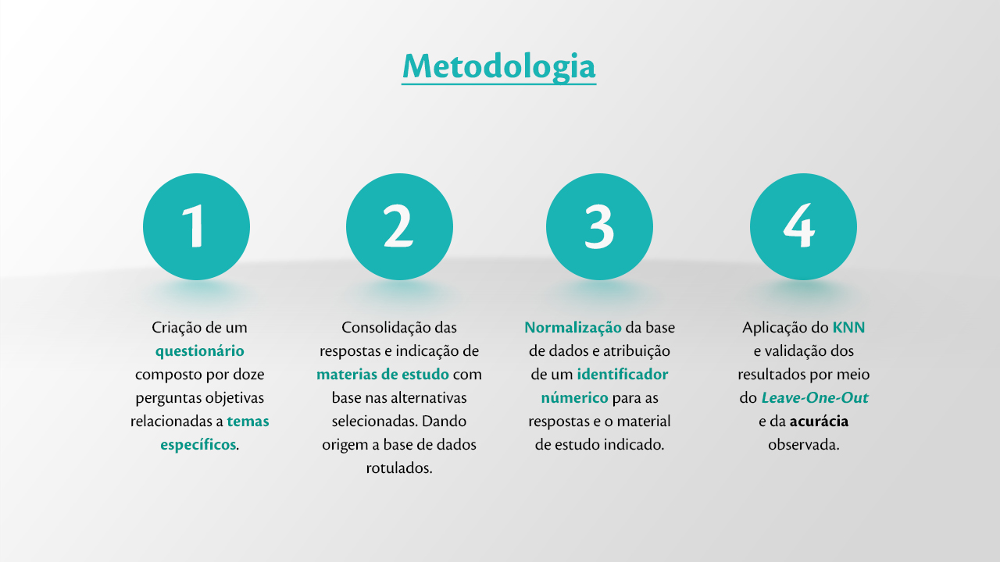 Metodologia
1
Criação de um
questionário
composto por doze
perguntas objetivas
relacionadas a temas
específicos.
2
Consolidação das
respostas e indicação de
materias de estudo com
base nas alternativas
selecionadas. Dando
origem a base de dados
rotulados.
3
Normalização da base
de dados e atribuição
de um identificador
númerico para as
respostas e o material
de estudo indicado.
4
Aplicação do KNN
e validação dos
resultados por meio
do Leave-One-Out
e da acurácia
observada.